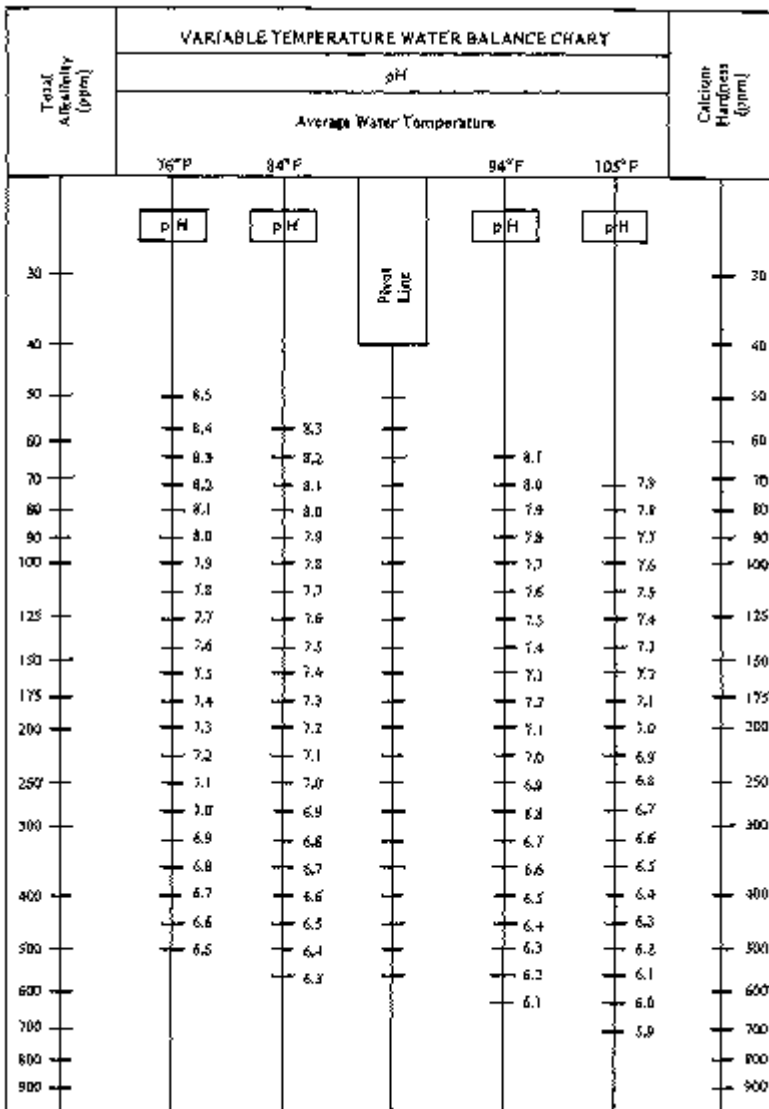 VARIABLE TEMPERATURE WATER BALANCE CHART
pH
Average Water Temperature
Total Alkalinity (ppm)
Calcium Hardness (ppm)
76°F 84°F 94°F 105°F
pH pH Pivot Line pH pH
30 30
40 40
50 8.5 50
8.4 8.3
60 60
8.3 8.2 8.1
70 8.2 8.1 8.0 7.9 70
80 8.1 8.0 7.9 7.8 80
90 8.0 7.9 7.8 7.7 90
100 7.9 7.8 7.7 7.6 100
7.8 7.7 7.6 7.5
125 7.7 7.6 7.5 7.4 125
7.6 7.5 7.4 7.3
150 150
7.5 7.4 7.3 7.2
175 7.4 7.3 7.2 7.1 175
200 7.3 7.2 7.1 7.0 200
7.2 7.1 7.0 6.9
250 7.1 7.0 6.9 6.8 250
7.0 6.9 6.8 6.7
300 300
6.9 6.8 6.7 6.6
6.8 6.7 6.6 6.5
400 6.7 6.6 6.5 6.4 400
6.6 6.5 6.4 6.3
500 6.5 6.4 6.3 6.2 500
6.3 6.2 6.1
600 600
6.1 6.0
700 5.9 700
800 800
900 900